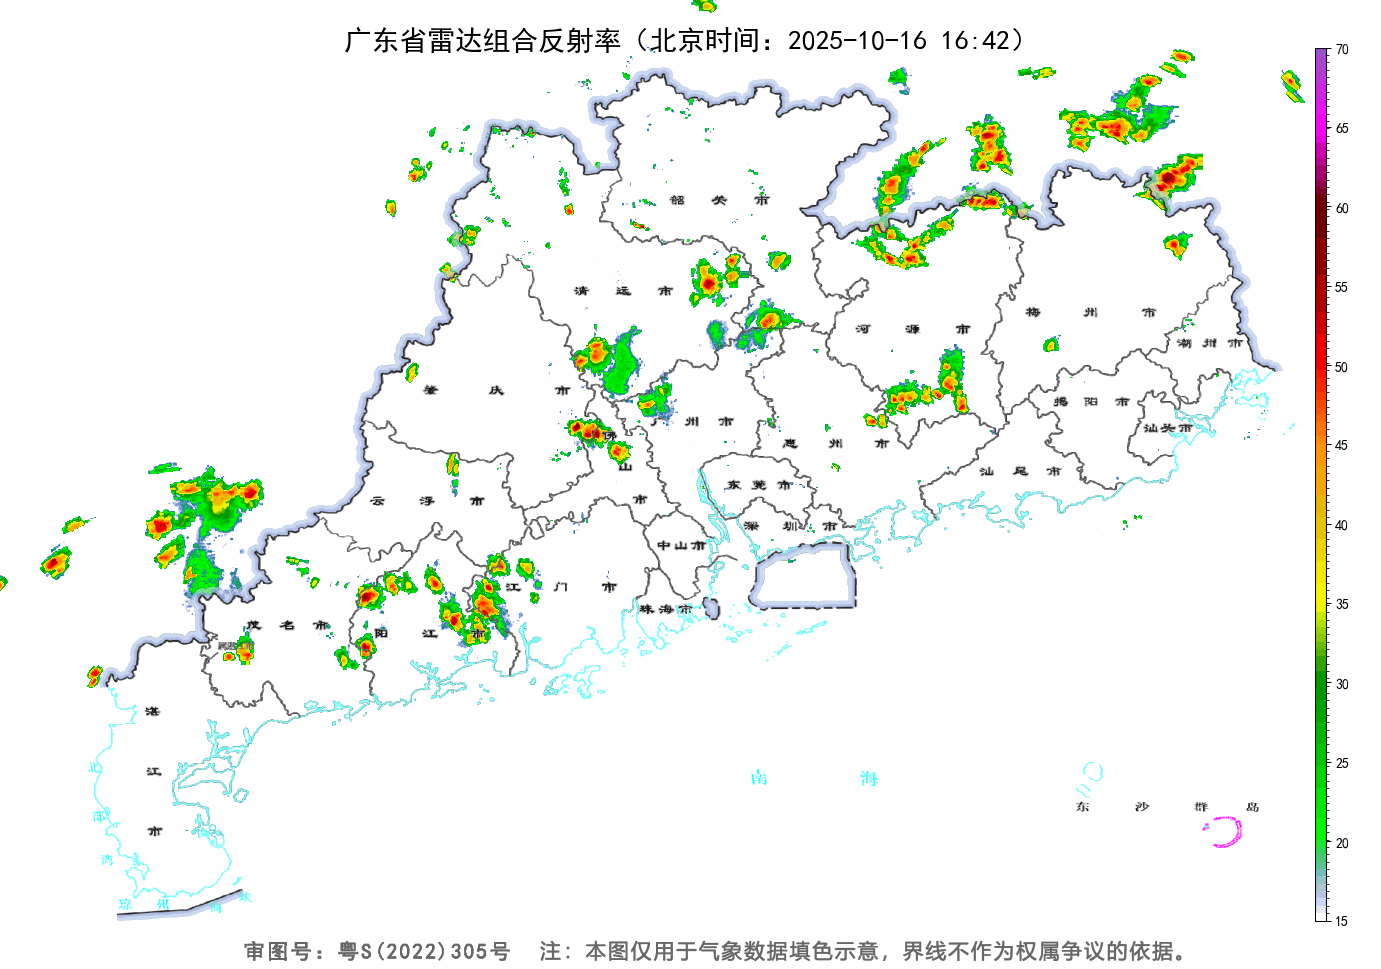 广东省雷达组合反射率（北京时间：2025-10-16 16:42）
70
65
60
55
50
45
40
35
30
25
20
15
韶关市
清远市
河源市
梅州市
潮州市
肇庆市
广州市
揭阳市
汕头市
佛山市
惠州市
汕尾市
云浮市
东莞市
深圳市
中山市
江门市
珠海市
茂名市
阳江市
湛江市
南海
东沙群岛
北部湾
琼州海峡
审图号：粤S(2022)305号 注：本图仅用于气象数据填色示意，界线不作为权属争议的依据。